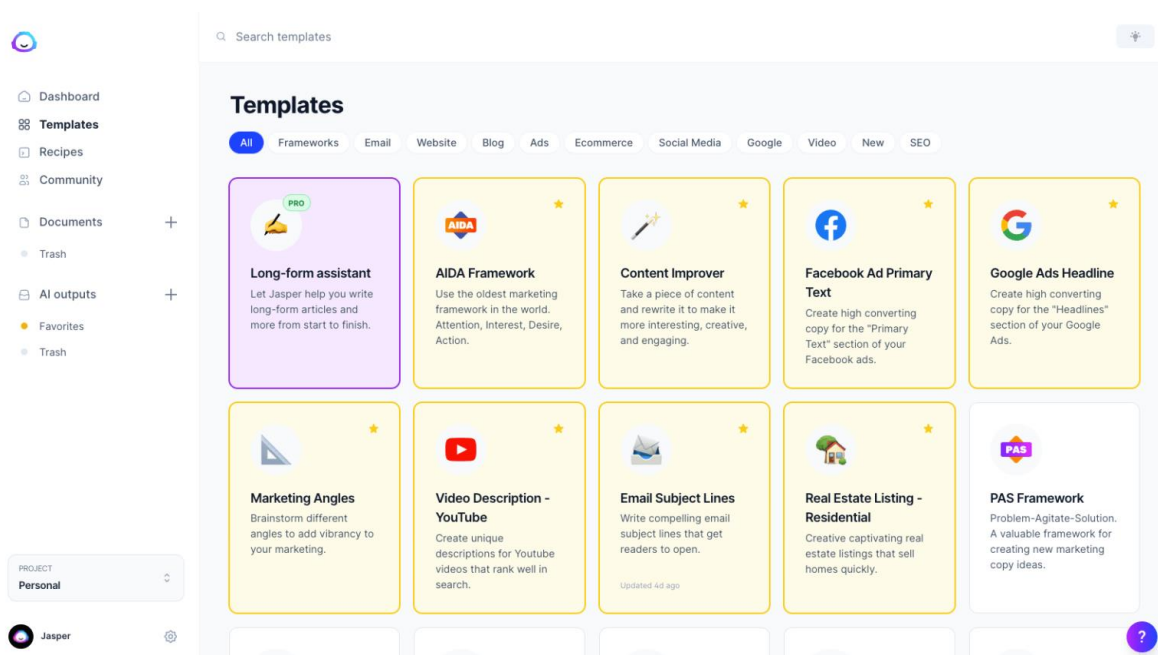 Search templates
Dashboard
Templates
Recipes
Community
Documents
Trash
AI outputs
Favorites
Trash
PROJECT
Personal
Jasper
Templates
All
Frameworks
Email
Website
Blog
Ads
Ecommerce
Social Media
Google
Video
New
SEO
PRO
Long-form assistant
Let Jasper help you write
long-form articles and
more from start to finish.
AIDA
AIDA Framework
Use the oldest marketing
framework in the world.
Attention, Interest, Desire,
Action.
Content Improver
Take a piece of content
and rewrite it to make it
more interesting, creative,
and engaging.
Facebook Ad Primary
Text
Create high converting
copy for the "Primary
Text" section of your
Facebook ads.
Google Ads Headline
Create high converting
copy for the "Headlines"
section of your Google
Ads.
Marketing Angles
Brainstorm different
angles to add vibrancy to
your marketing.
Video Description -
YouTube
Create unique
descriptions for Youtube
videos that rank well in
search.
Email Subject Lines
Write compelling email
subject lines that get
readers to open.
Updated 4d ago
Real Estate Listing -
Residential
Creative captivating real
estate listings that sell
homes quickly.
PAS
PAS Framework
Problem-Agitate-Solution.
A valuable framework for
creating new marketing
copy ideas.
?